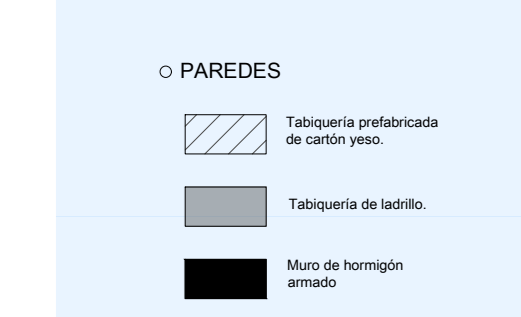 ○ PAREDES
Tabiquería prefabricada
de cartón yeso.
Tabiquería de ladrillo.
Muro de hormigón
armado